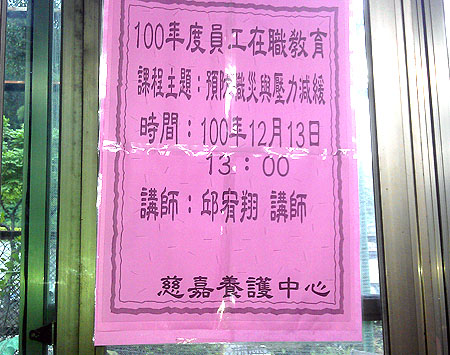 100年度員工在職教育
課程主題：預防職災與壓力減緩
時間：100年12月13日
13：00
講師：邱宥翔 講師
慈嘉養護中心